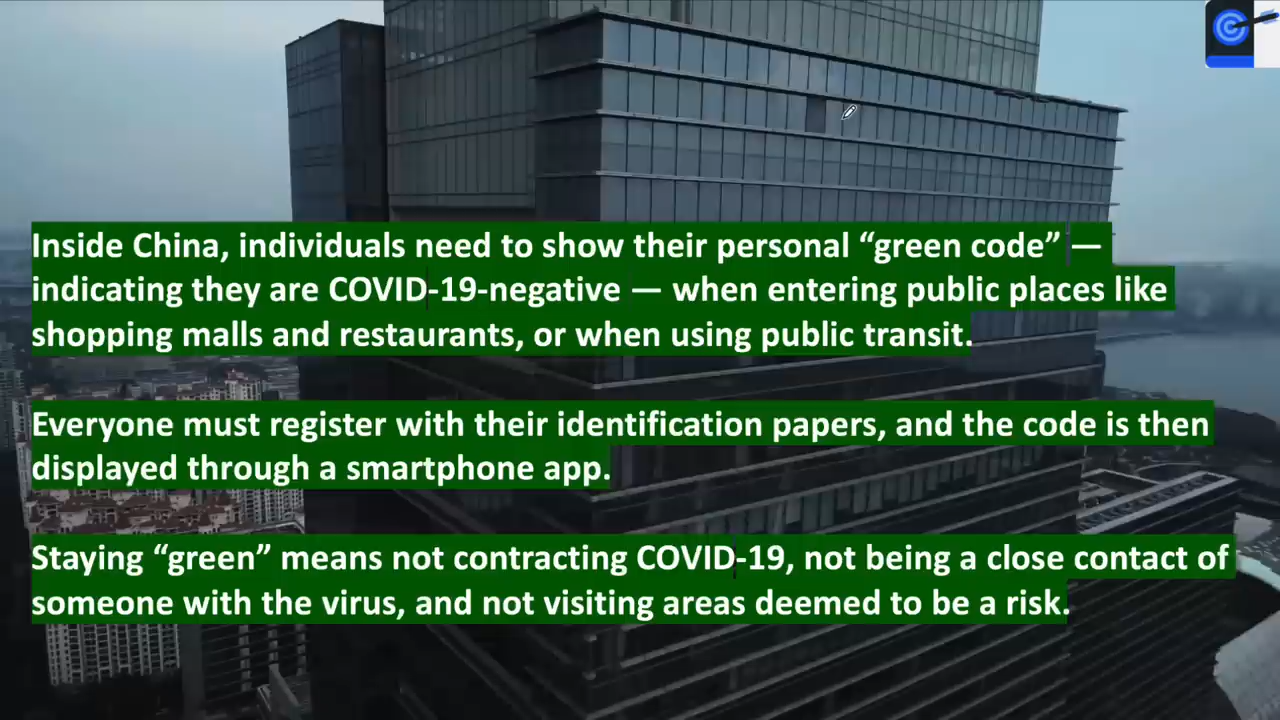 Inside China, individuals need to show their personal “green code” —
indicating they are COVID-19-negative — when entering public places like
shopping malls and restaurants, or when using public transit.
Everyone must register with their identification papers, and the code is then
displayed through a smartphone app.
Staying “green” means not contracting COVID-19, not being a close contact of
someone with the virus, and not visiting areas deemed to be a risk.